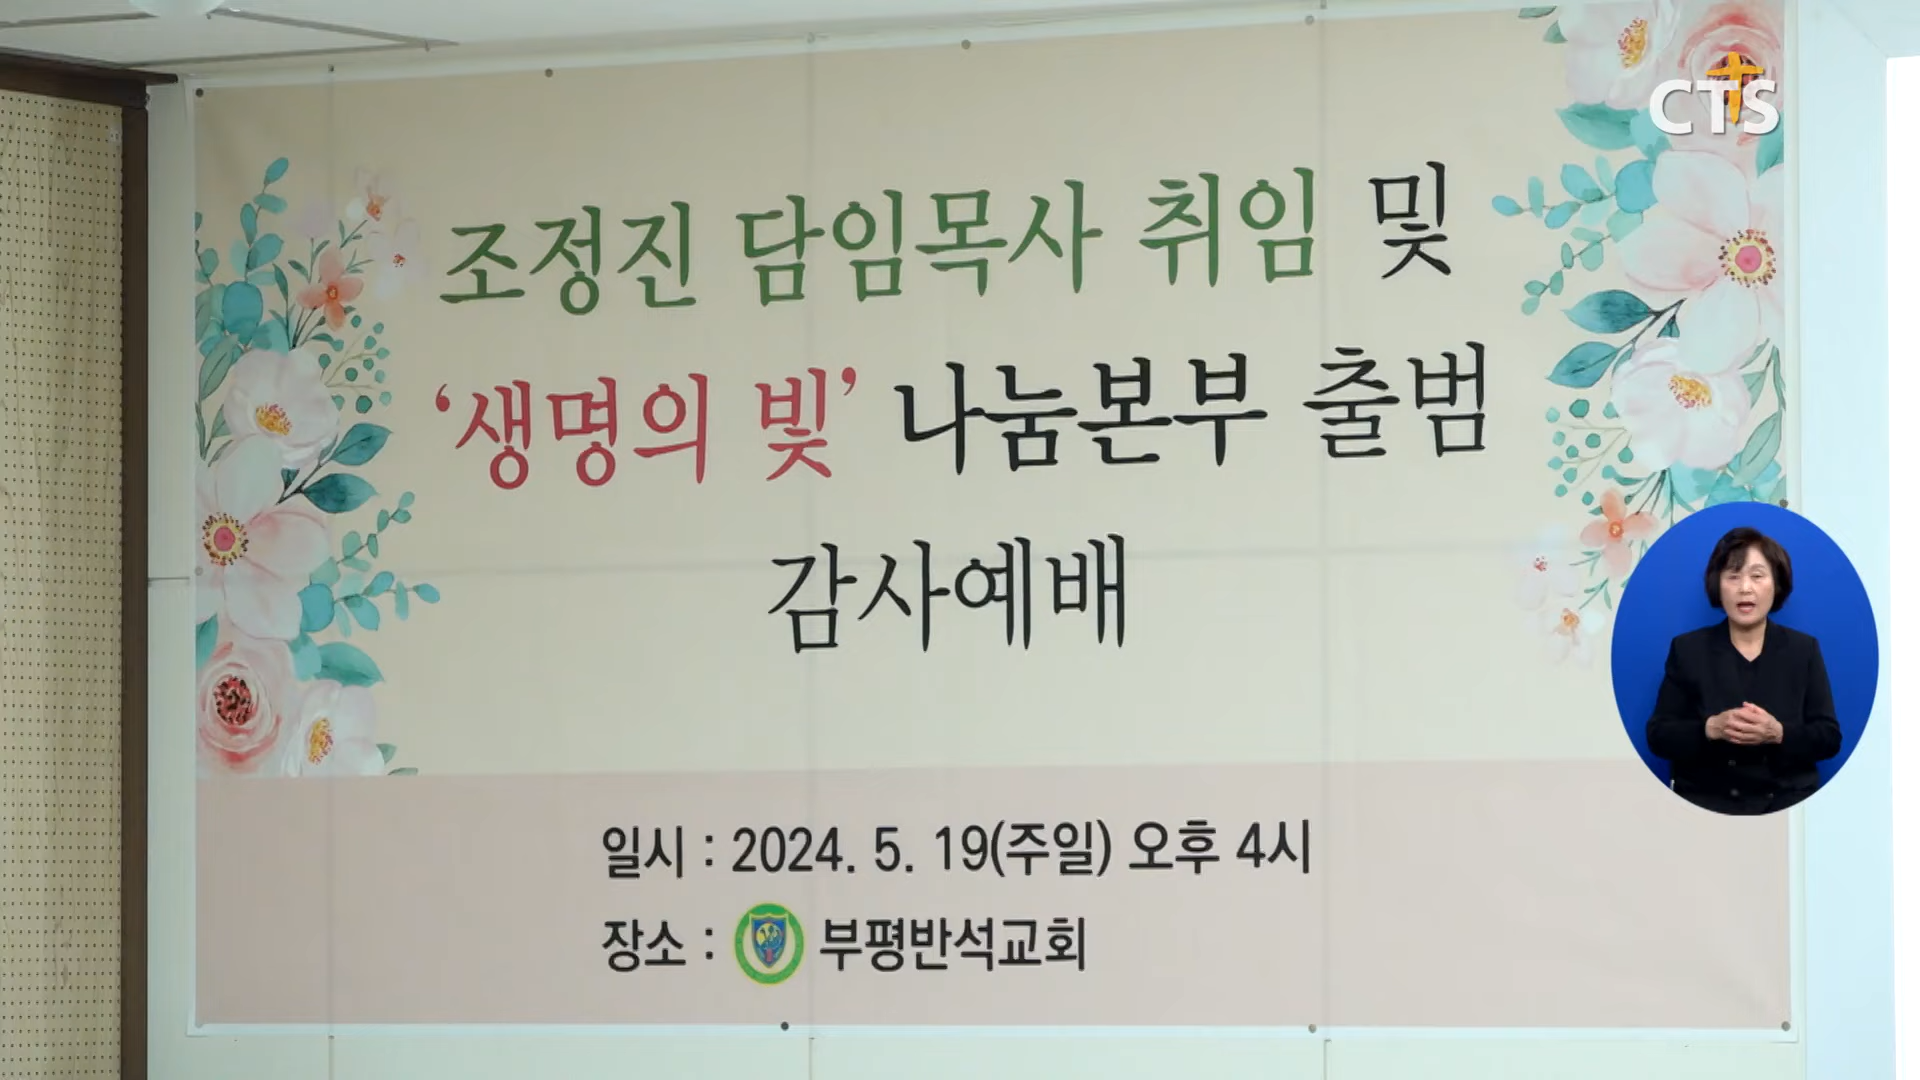 CTS
조정진 담임목사 취임 및
‘생명의 빛’ 나눔본부 출범
감사예배
일시 : 2024. 5. 19(주일) 오후 4시
장소 : 부평반석교회